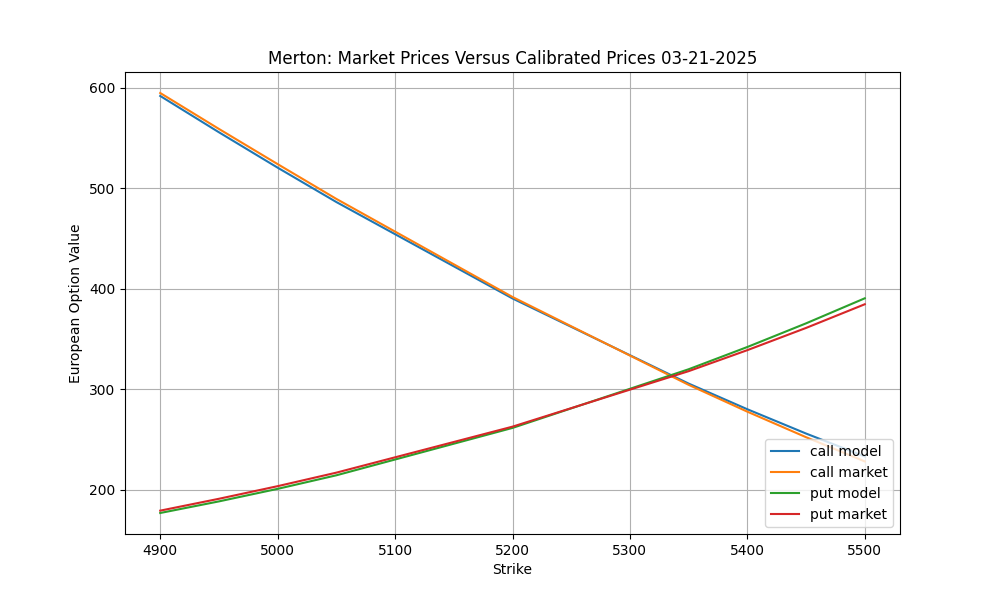 Merton: Market Prices Versus Calibrated Prices 03-21-2025
European Option Value
600
500
400
300
200
4900 5000 5100 5200 5300 5400 5500
Strike
call model
call market
put model
put market